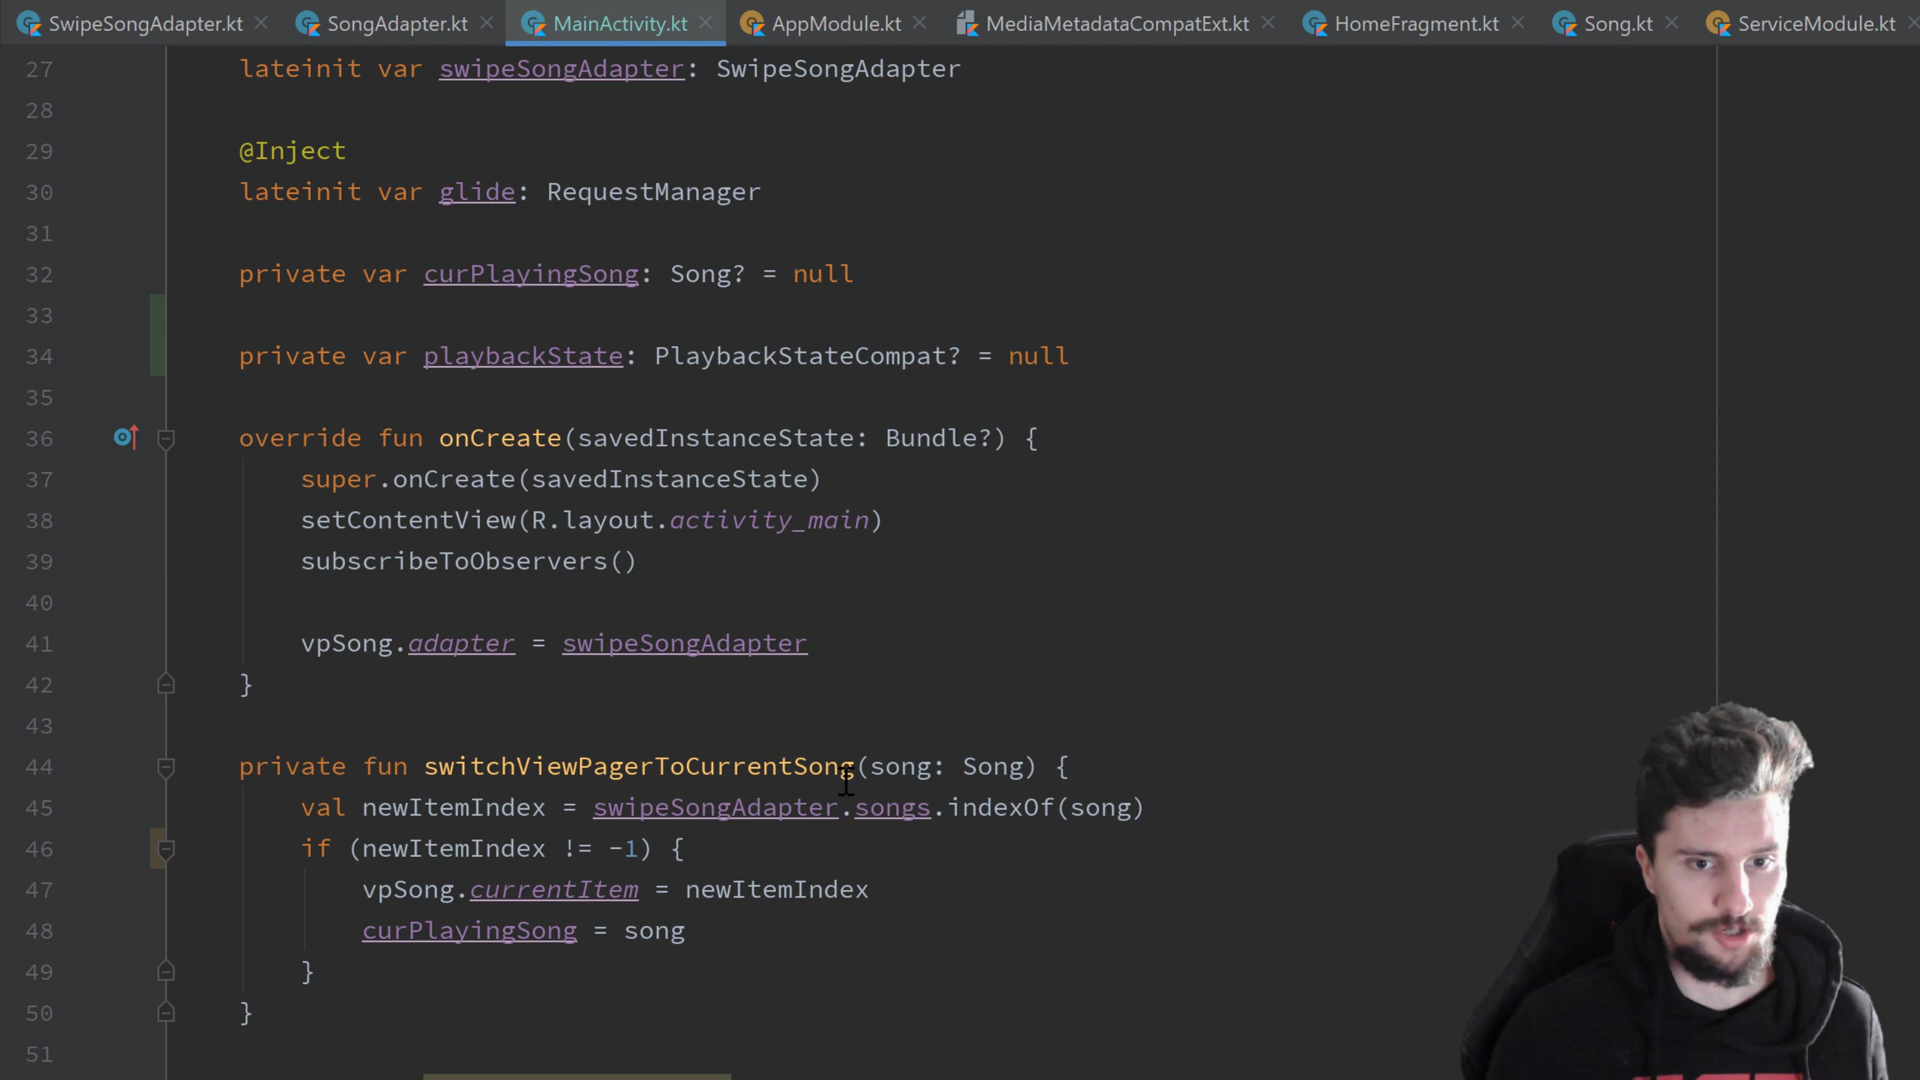 SwipeSongAdapter.kt SongAdapter.kt MainActivity.kt AppModule.kt MediaMetadataCompatExt.kt HomeFragment.kt Song.kt ServiceModule.kt
27 lateinit var swipeSongAdapter: SwipeSongAdapter
28
29 @Inject
30 lateinit var glide: RequestManager
31
32 private var curPlayingSong: Song? = null
33
34 private var playbackState: PlaybackStateCompat? = null
35
36 override fun onCreate(savedInstanceState: Bundle?) {
37 super.onCreate(savedInstanceState)
38 setContentView(R.layout.activity_main)
39 subscribeToObservers()
40
41 vpSong.adapter = swipeSongAdapter
42 }
43
44 private fun switchViewPagerToCurrentSong(song: Song) {
45 val newItemIndex = swipeSongAdapter.songs.indexOf(song)
46 if (newItemIndex != -1) {
47 vpSong.currentItem = newItemIndex
48 curPlayingSong = song
49 }
50 }
51